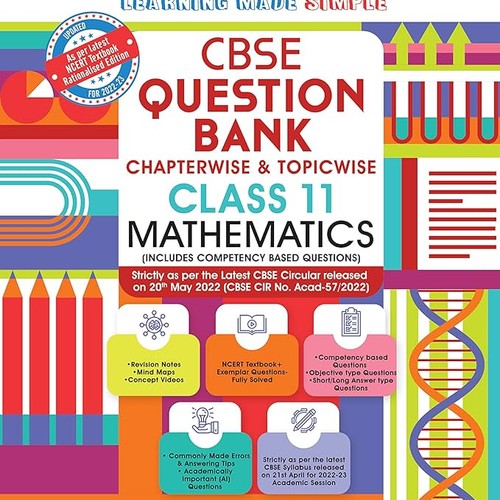 LEARNING MADE SIMPLE
UPDATED
As per latest
NCERT Textbook
Rationalised Edition
FOR 2022-23
CBSE
QUESTION
BANK
CHAPTERWISE & TOPICWISE
CLASS 11
MATHEMATICS
(INCLUDES COMPETENCY BASED QUESTIONS)
Strictly as per the Latest CBSE Circular released
on 20th May 2022 (CBSE CIR No. Acad-57/2022)
• Revision Notes
• Mind Maps
• Concept Videos
NCERT Textbook+
Exemplar Questions-
Fully Solved
• Competency based
Questions
• Objective type Questions
• Short/Long Answer type
Questions
• Commonly Made Errors
& Answering Tips
• Academically
Important (AI)
Questions
Strictly as per the latest
CBSE Syllabus released
on 21st April for 2022-23
Academic Session